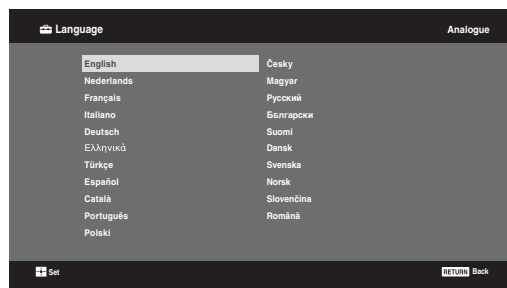 Language
Analogue
English
Nederlands
Français
Italiano
Deutsch
Ελληνικά
Türkçe
Español
Català
Português
Polski
Česky
Magyar
Русский
Български
Suomi
Dansk
Svenska
Norsk
Slovenčina
Română
Set
RETURN Back